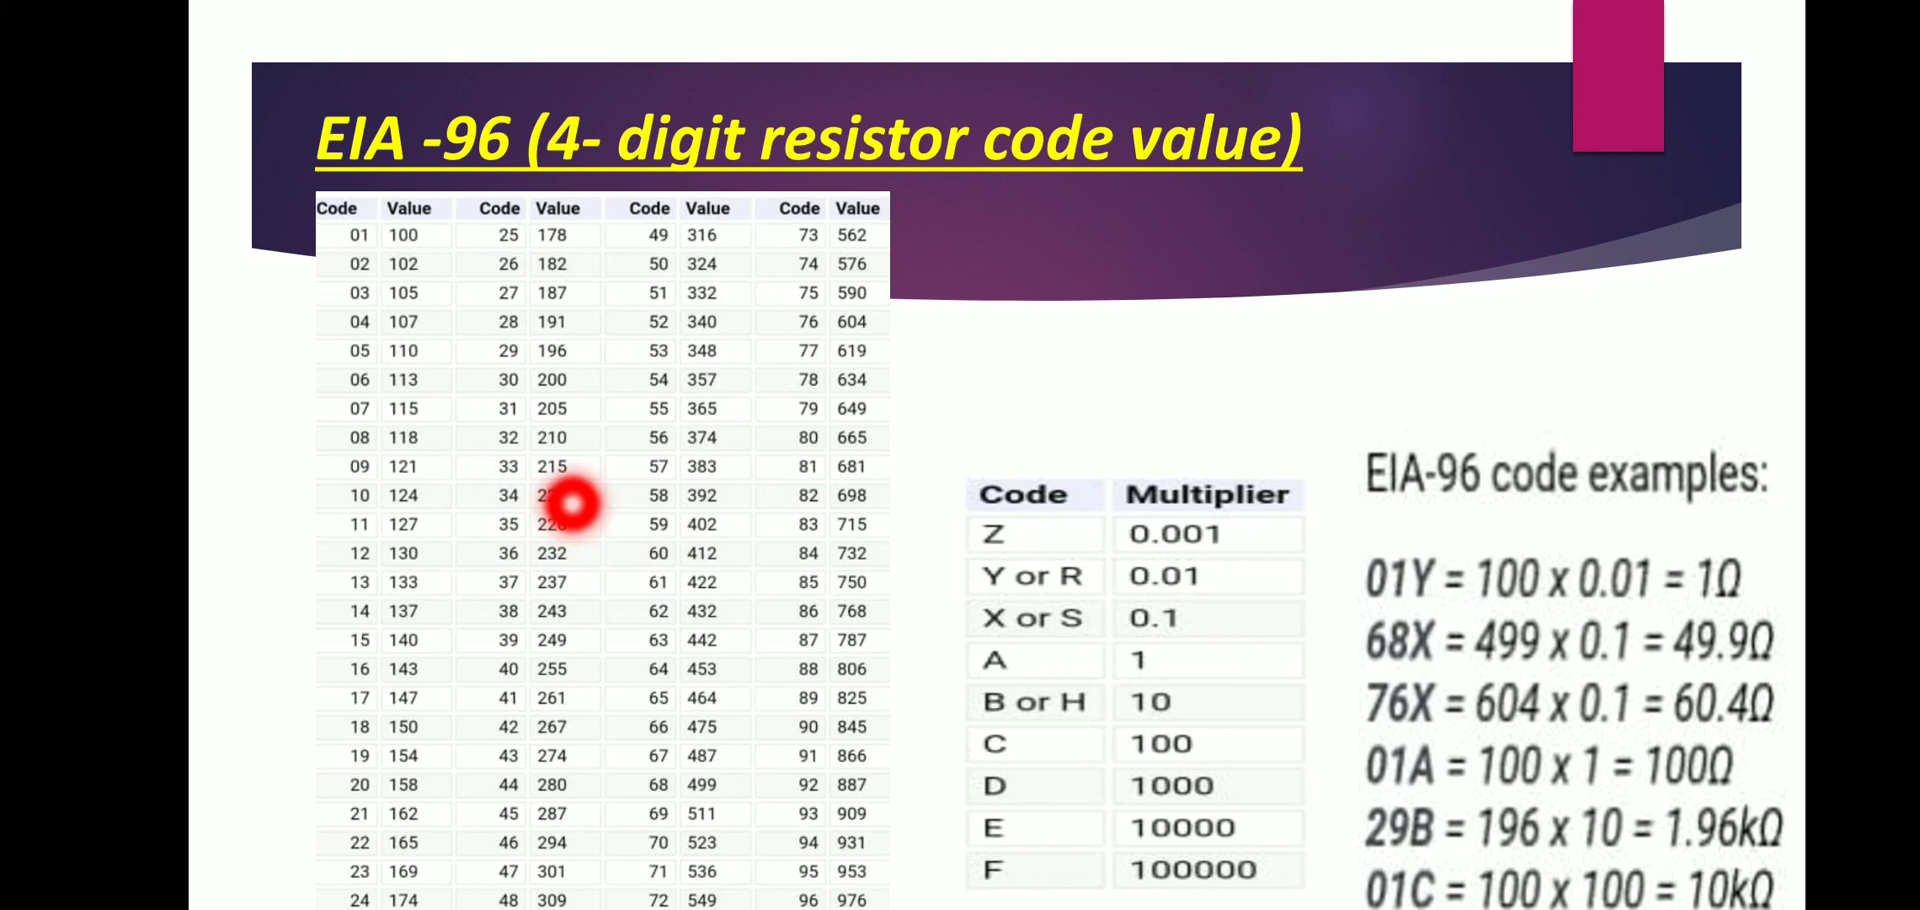 EIA -96 (4- digit resistor code value)
Code Value Code Value Code Value Code Value
01 100 25 178 49 316 73 562
02 102 26 182 50 324 74 576
03 105 27 187 51 332 75 590
04 107 28 191 52 340 76 604
05 110 29 196 53 348 77 619
06 113 30 200 54 357 78 634
07 115 31 205 55 365 79 649
08 118 32 210 56 374 80 665
09 121 33 215 57 383 81 681
10 124 34 58 392 82 698
11 127 35 59 402 83 715
12 130 36 232 60 412 84 732
13 133 37 237 61 422 85 750
14 137 38 243 62 432 86 768
15 140 39 249 63 442 87 787
16 143 40 255 64 453 88 806
17 147 41 261 65 464 89 825
18 150 42 267 66 475 90 845
19 154 43 274 67 487 91 866
20 158 44 280 68 499 92 887
21 162 45 287 69 511 93 909
22 165 46 294 70 523 94 931
23 169 47 301 71 536 95 953
24 174 48 309 72 549 96 976
Code Multiplier
Z 0.001
Y or R 0.01
X or S 0.1
A 1
B or H 10
C 100
D 1000
E 10000
F 100000
EIA-96 code examples:
01Y = 100 x 0.01 = 1Ω
68X = 499 x 0.1 = 49.9Ω
76X = 604 x 0.1 = 60.4Ω
01A = 100 x 1 = 100Ω
29B = 196 x 10 = 1.96kΩ
01C = 100 x 100 = 10kΩ